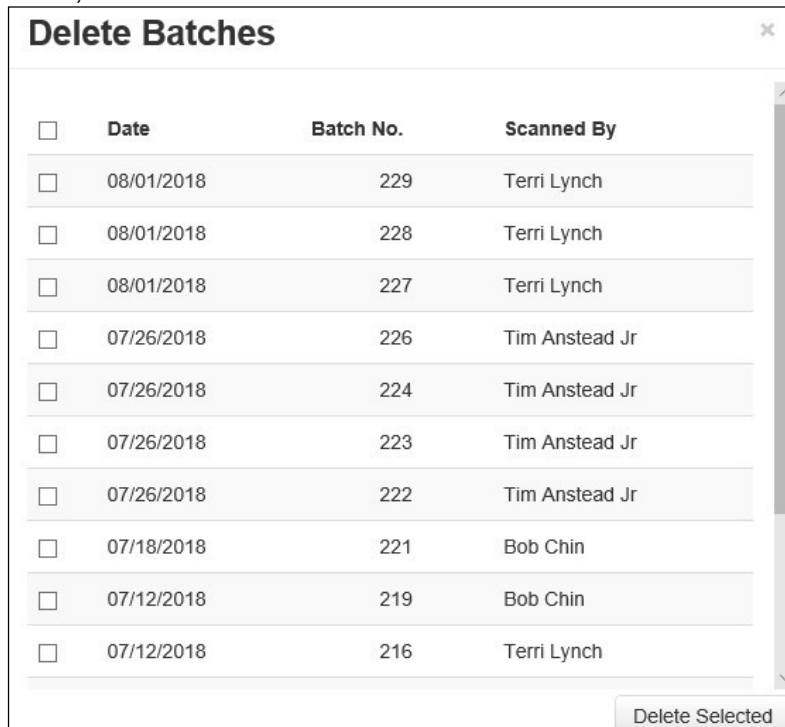 Delete Batches
Date Batch No. Scanned By
08/01/2018 229 Terri Lynch
08/01/2018 228 Terri Lynch
08/01/2018 227 Terri Lynch
07/26/2018 226 Tim Anstead Jr
07/26/2018 224 Tim Anstead Jr
07/26/2018 223 Tim Anstead Jr
07/26/2018 222 Tim Anstead Jr
07/18/2018 221 Bob Chin
07/12/2018 219 Bob Chin
07/12/2018 216 Terri Lynch
Delete Selected